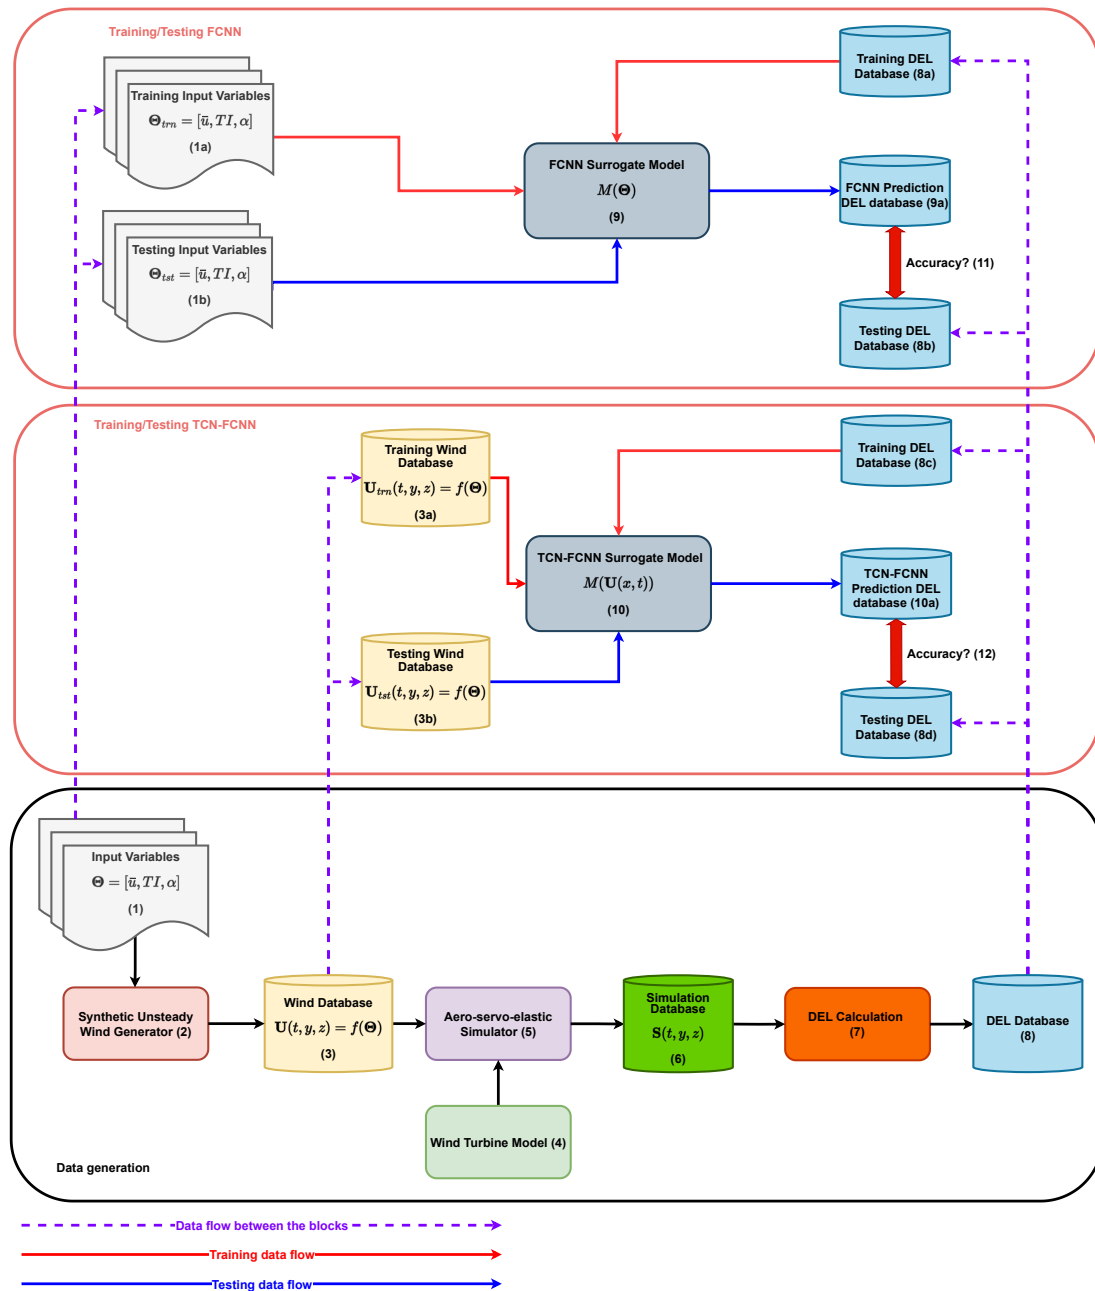 Training/Testing FCNN
Training Input Variables
Θ_trn = [ū, TI, α]
(1a)
Testing Input Variables
Θ_tst = [ū, TI, α]
(1b)
FCNN Surrogate Model
M(Θ)
(9)
Training DEL
Database (8a)
FCNN Prediction
DEL database (9a)
Accuracy? (11)
Testing DEL
Database (8b)
Training/Testing TCN-FCNN
Training Wind
Database
U_trn(t, y, z) = f(Θ)
(3a)
Testing Wind
Database
U_tst(t, y, z) = f(Θ)
(3b)
TCN-FCNN Surrogate Model
M(U(x, t))
(10)
Training DEL
Database (8c)
TCN-FCNN
Prediction DEL
database (10a)
Accuracy? (12)
Testing DEL
Database (8d)
Input Variables
Θ = [ū, TI, α]
(1)
Synthetic Unsteady
Wind Generator (2)
Wind Database
U(t, y, z) = f(Θ)
(3)
Aero-servo-elastic
Simulator (5)
Simulation
Database
S(t, y, z)
(6)
DEL Calculation
(7)
DEL Database
(8)
Wind Turbine Model (4)
Data generation
Data flow between the blocks
Training data flow
Testing data flow